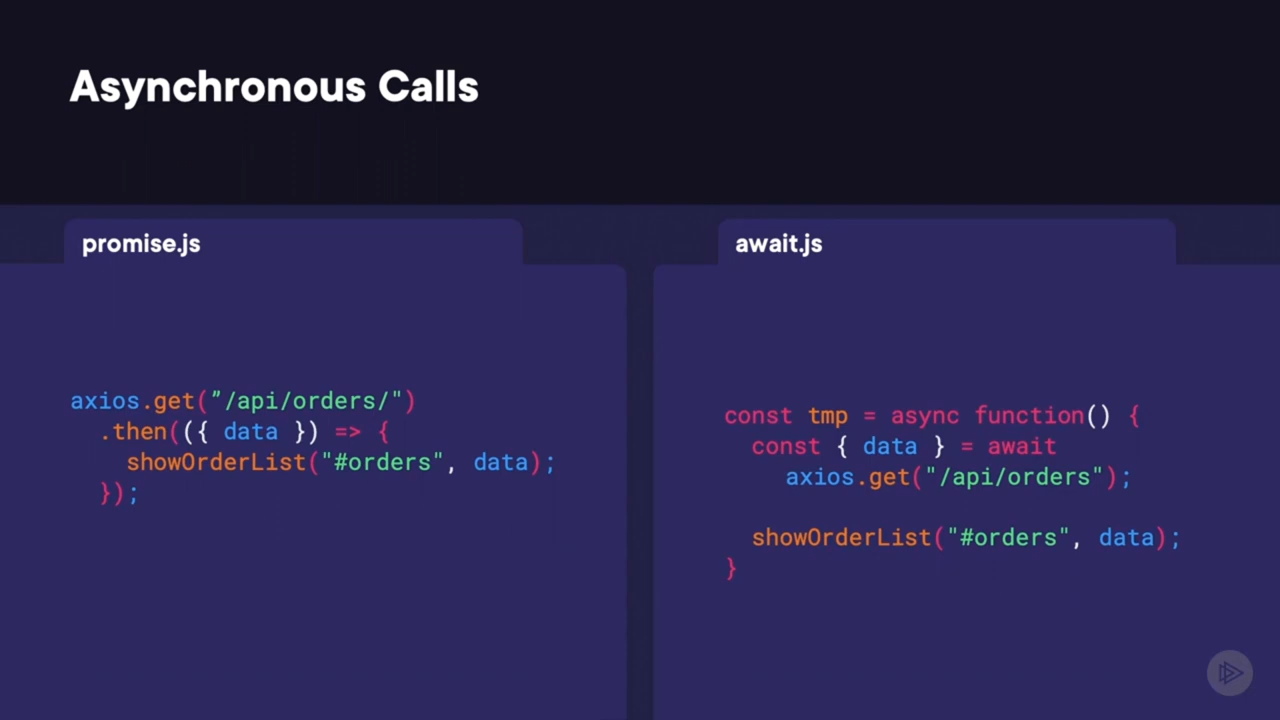 Asynchronous Calls
promise.js
axios.get("/api/orders/")
.then(({ data }) => {
showOrderList("#orders", data);
});
await.js
const tmp = async function() {
const { data } = await
axios.get("/api/orders");
showOrderList("#orders", data);
}